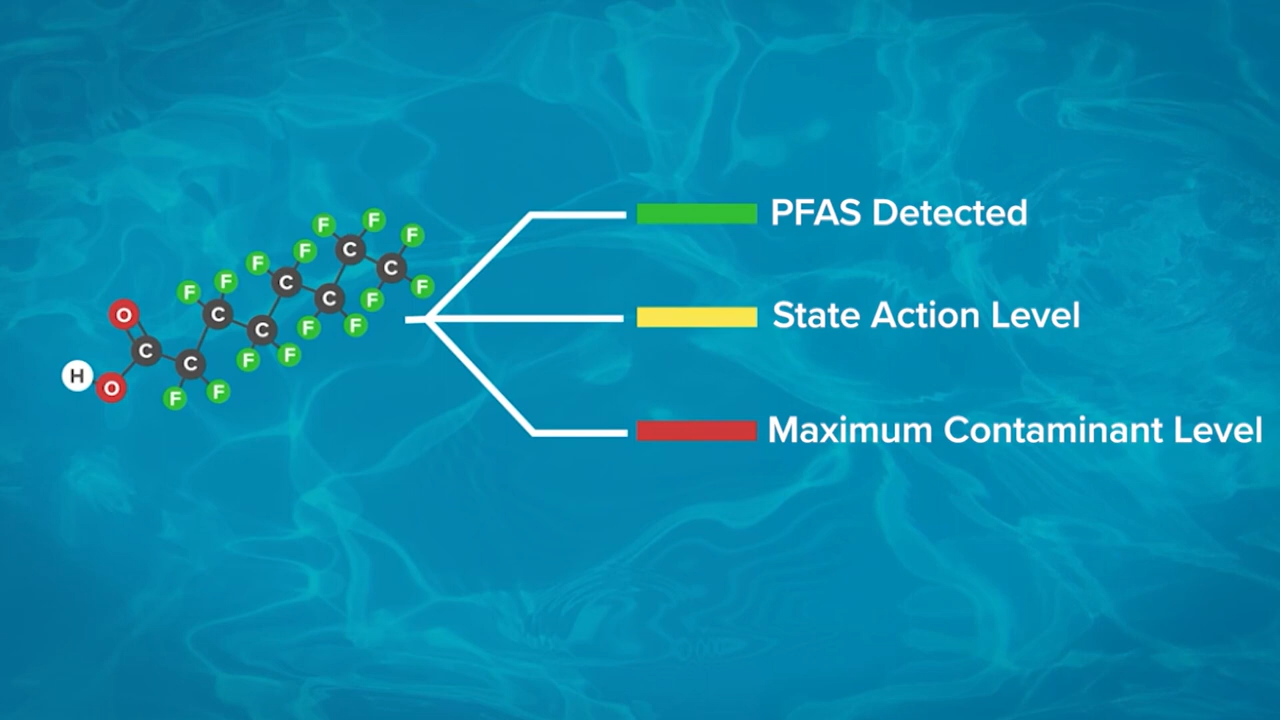 PFAS Detected
State Action Level
Maximum Contaminant Level
F F F
F F C C
F F C C F F
F F C C F F
O C C F F
H O F F